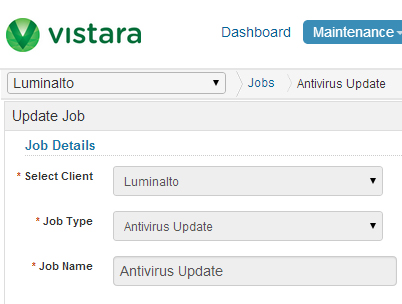 vistara
Dashboard Maintenance
Luminalto Jobs Antivirus Update
Update Job
Job Details
* Select Client Luminalto
* Job Type Antivirus Update
* Job Name Antivirus Update